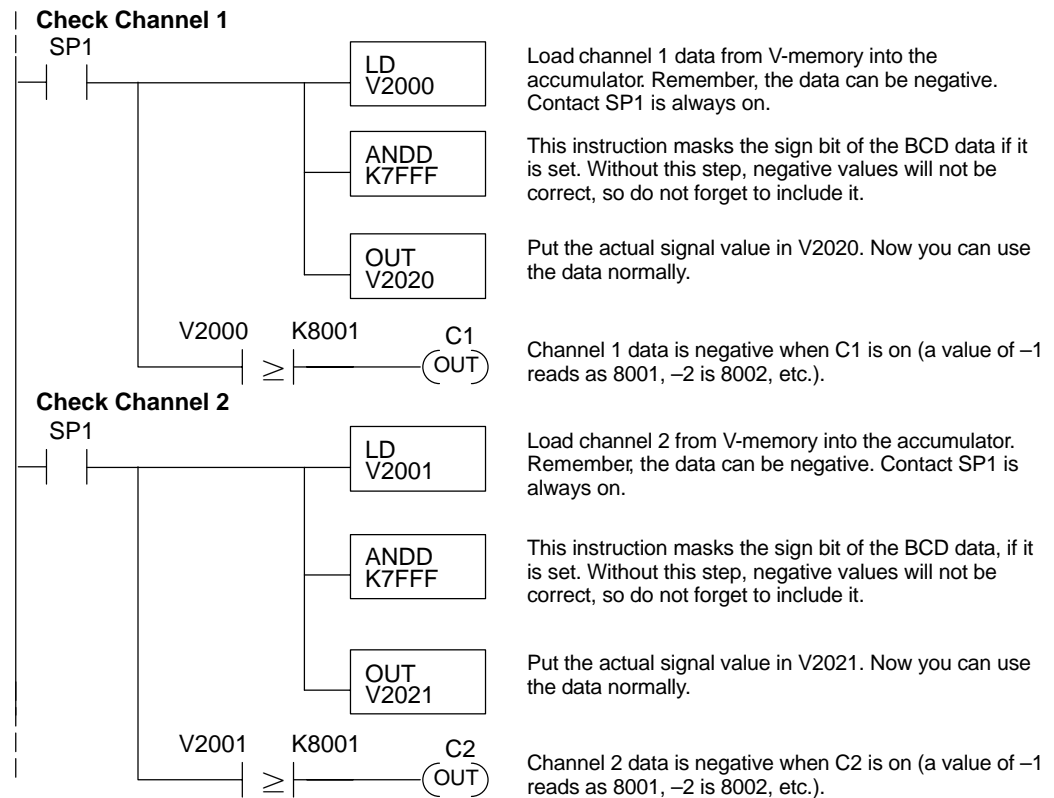 Check Channel 1
SP1
LD
V2000
Load channel 1 data from V-memory into the
accumulator. Remember, the data can be negative.
Contact SP1 is always on.
ANDD
K7FFF
This instruction masks the sign bit of the BCD data if it
is set. Without this step, negative values will not be
correct, so do not forget to include it.
OUT
V2020
Put the actual signal value in V2020. Now you can use
the data normally.
V2000 K8001 C1
≥ OUT
Channel 1 data is negative when C1 is on (a value of –1
reads as 8001, –2 is 8002, etc.).
Check Channel 2
SP1
LD
V2001
Load channel 2 from V-memory into the accumulator.
Remember, the data can be negative. Contact SP1 is
always on.
ANDD
K7FFF
This instruction masks the sign bit of the BCD data, if it
is set. Without this step, negative values will not be
correct, so do not forget to include it.
OUT
V2021
Put the actual signal value in V2021. Now you can use
the data normally.
V2001 K8001 C2
≥ OUT
Channel 2 data is negative when C2 is on (a value of –1
reads as 8001, –2 is 8002, etc.).